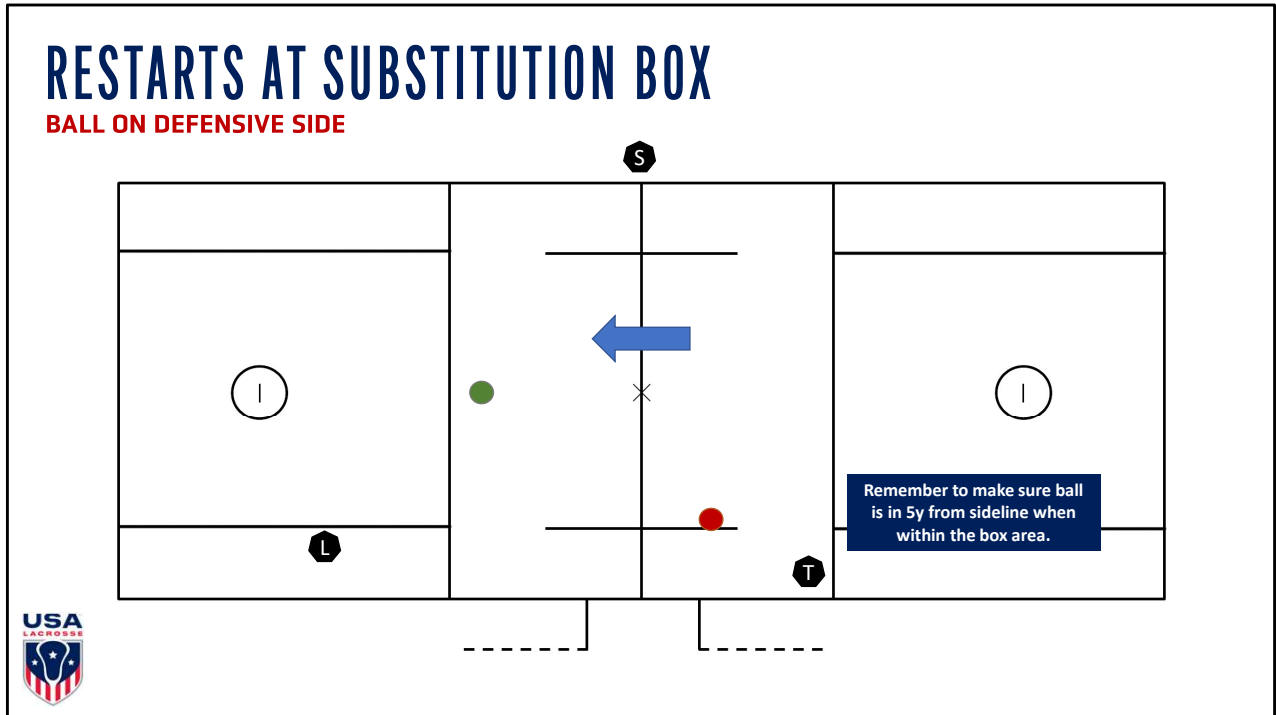 RESTARTS AT SUBSTITUTION BOX
BALL ON DEFENSIVE SIDE
S
Remember to make sure ball
is in 5y from sideline when
within the box area.
L
T
USA
LACROSSE